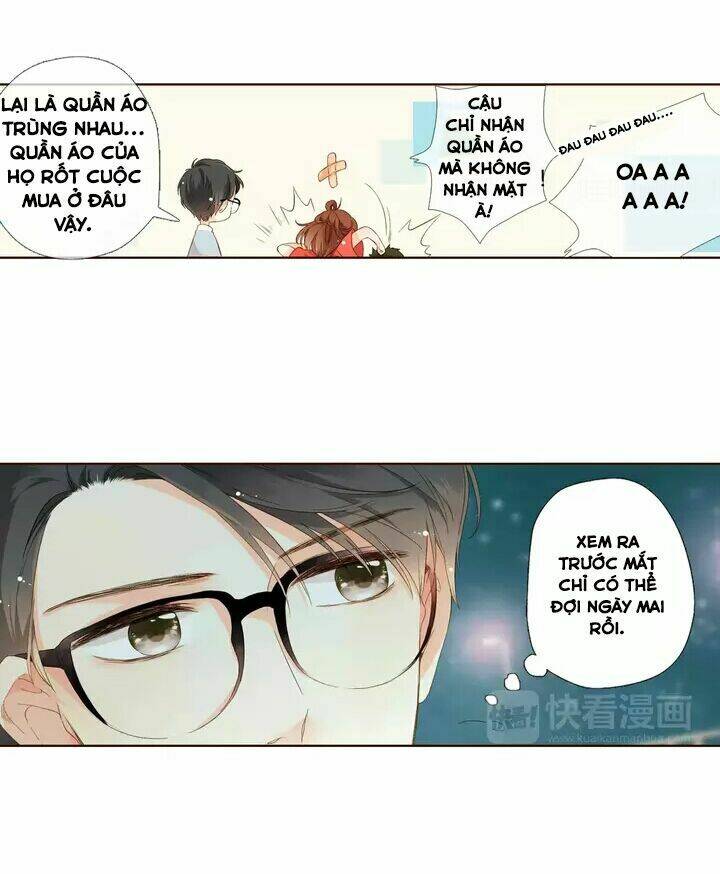 LẠI LÀ QUẦN ÁO
TRÙNG NHAU...
QUẦN ÁO CỦA
HỌ RỐT CUỘC
MUA Ở ĐÂU
VẬY.
CẬU
CHỈ NHẬN
QUẦN ÁO
MÀ KHÔNG
NHẬN MẶT
À!
!
ĐAU ĐAU ĐAU ĐAU....
OA A A
A A A!
XEM RA
TRƯỚC MẮT
CHỈ CÓ THỂ
ĐỢI NGÀY MAI
RỒI.
快看漫画
www.kuaikanmanhua.com